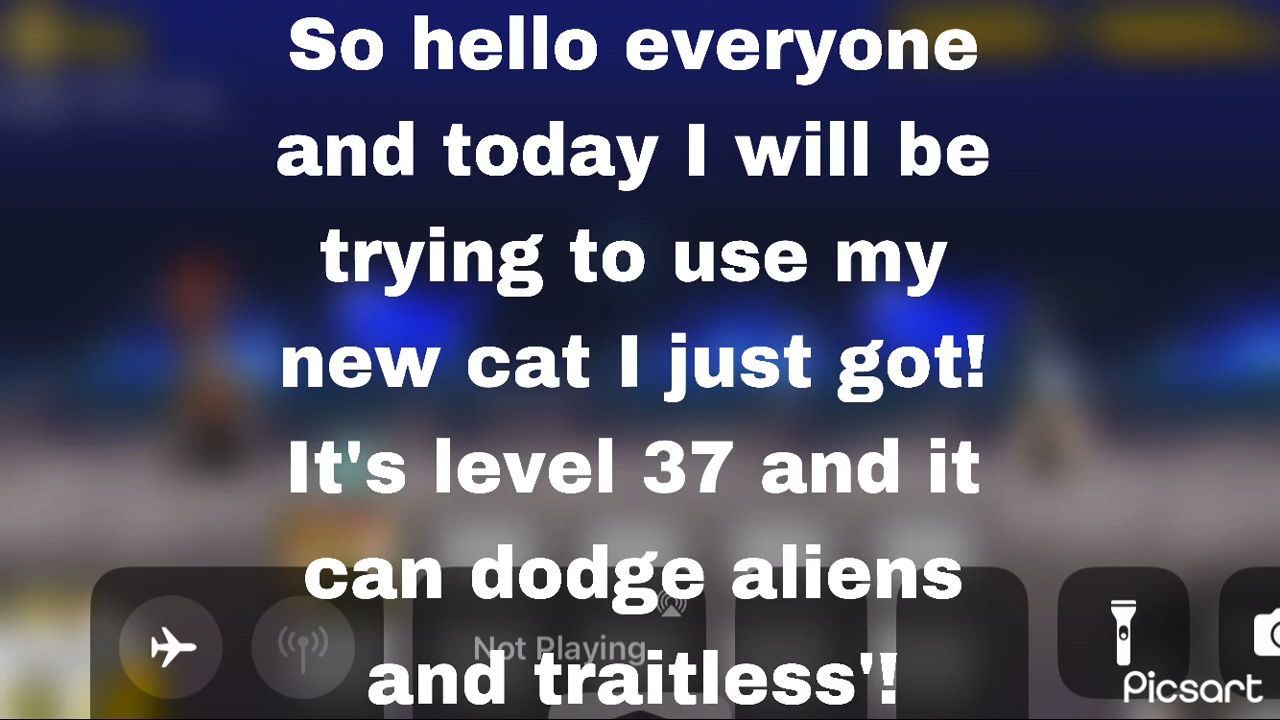 So hello everyone
and today I will be
trying to use my
new cat I just got!
It's level 37 and it
can dodge aliens
Not Playing
and traitless'!
Picsart